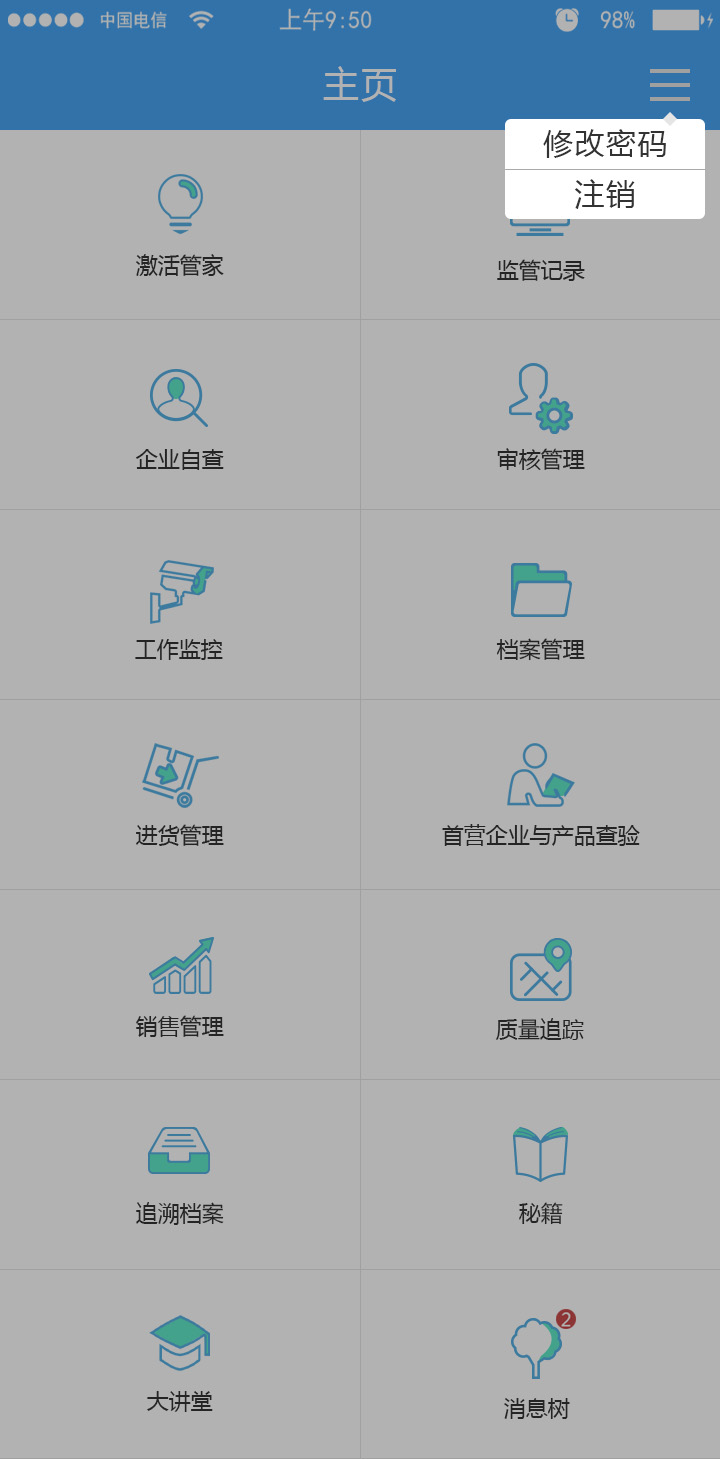 中国电信 上午9:50 98%
主页
修改密码
注销
激活管家
监管记录
企业自查
审核管理
工作监控
档案管理
进货管理
首营企业与产品查验
销售管理
质量追踪
追溯档案
秘籍
2
大讲堂
消息树